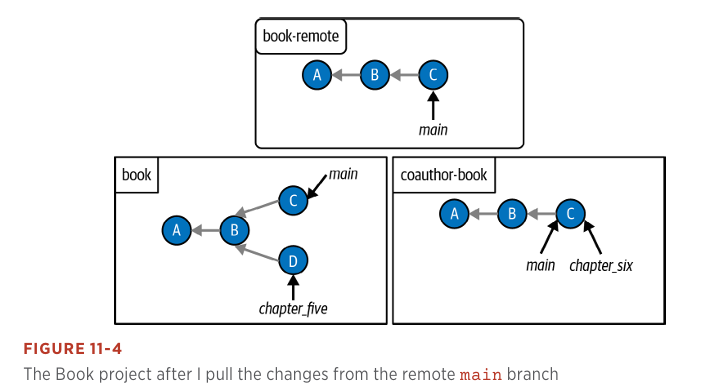 book-remote
A
B
C
main
book
A
B
C
D
main
chapter_five
coauthor-book
A
B
C
main
chapter_six
FIGURE 11-4
The Book project after I pull the changes from the remote main branch